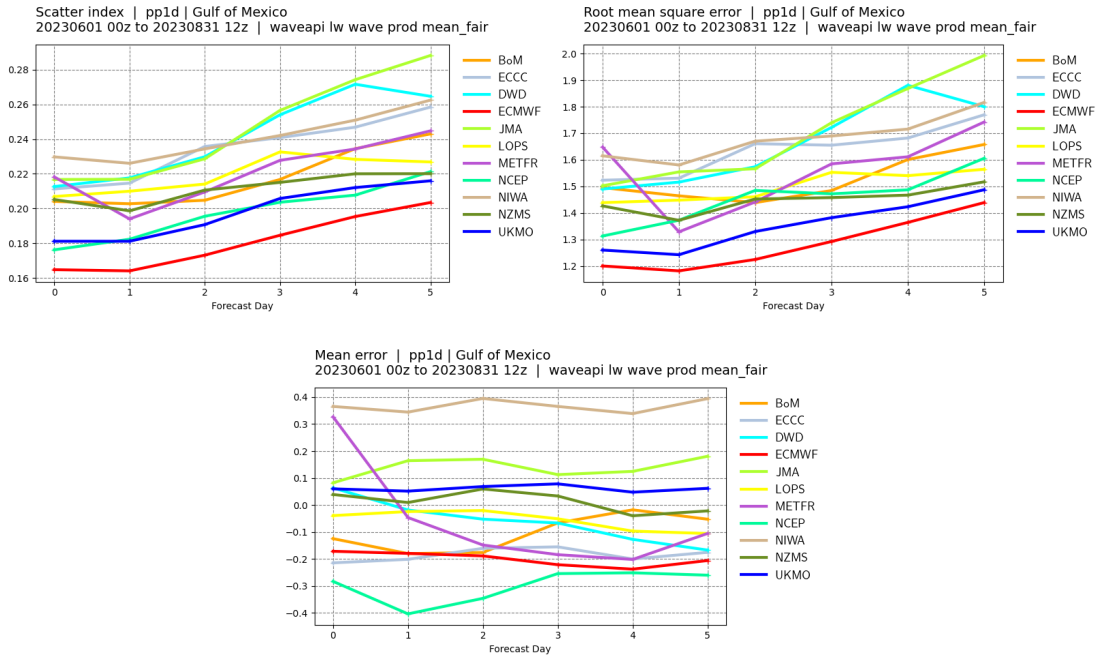 Scatter index | pp1d | Gulf of Mexico
20230601 00z to 20230831 12z | waveapi lw wave prod mean_fair
0.28
0.26
0.24
0.22
0.20
0.18
0.16
0 1 2 3 4 5
Forecast Day
BoM
ECCC
DWD
ECMWF
JMA
LOPS
METFR
NCEP
NIWA
NZMS
UKMO
Root mean square error | pp1d | Gulf of Mexico
20230601 00z to 20230831 12z | waveapi lw wave prod mean_fair
2.0
1.9
1.8
1.7
1.6
1.5
1.4
1.3
1.2
0 1 2 3 4 5
Forecast Day
BoM
ECCC
DWD
ECMWF
JMA
LOPS
METFR
NCEP
NIWA
NZMS
UKMO
Mean error | pp1d | Gulf of Mexico
20230601 00z to 20230831 12z | waveapi lw wave prod mean_fair
0.4
0.3
0.2
0.1
0.0
−0.1
−0.2
−0.3
−0.4
0 1 2 3 4 5
Forecast Day
BoM
ECCC
DWD
ECMWF
JMA
LOPS
METFR
NCEP
NIWA
NZMS
UKMO